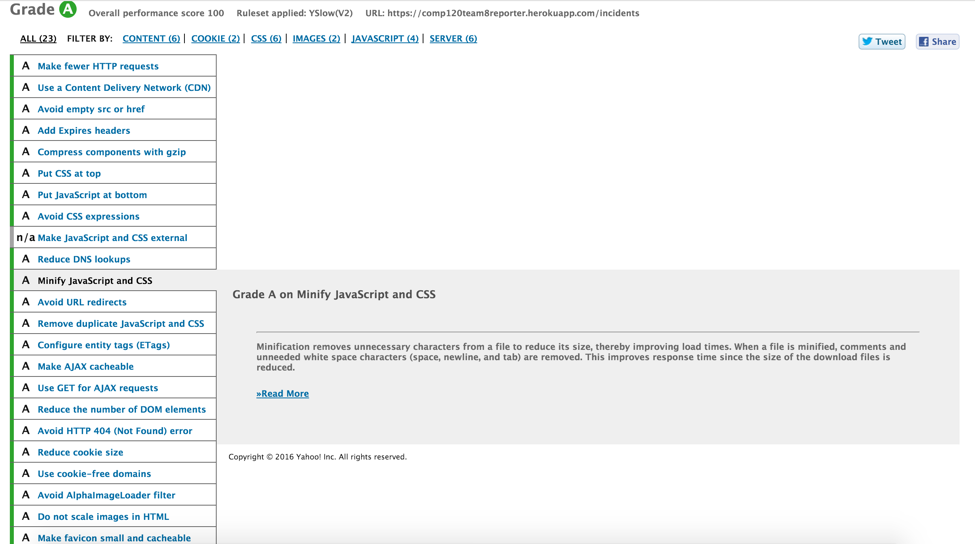 Grade A Overall performance score 100 Ruleset applied: YSlow(V2) URL: https://comp120team8reporter.herokuapp.com/incidents
ALL (23) FILTER BY: CONTENT (6) | COOKIE (2) | CSS (6) | IMAGES (2) | JAVASCRIPT (4) | SERVER (6)
Tweet
Share
A Make fewer HTTP requests
A Use a Content Delivery Network (CDN)
A Avoid empty src or href
A Add Expires headers
A Compress components with gzip
A Put CSS at top
A Put JavaScript at bottom
A Avoid CSS expressions
n/a Make JavaScript and CSS external
A Reduce DNS lookups
A Minify JavaScript and CSS
A Avoid URL redirects
A Remove duplicate JavaScript and CSS
A Configure entity tags (ETags)
A Make AJAX cacheable
A Use GET for AJAX requests
A Reduce the number of DOM elements
A Avoid HTTP 404 (Not Found) error
A Reduce cookie size
A Use cookie-free domains
A Avoid AlphaImageLoader filter
A Do not scale images in HTML
A Make favicon small and cacheable
Grade A on Minify JavaScript and CSS
Minification removes unnecessary characters from a file to reduce its size, thereby improving load times. When a file is minified, comments and
unneeded white space characters (space, newline, and tab) are removed. This improves response time since the size of the download files is
reduced.
»Read More
Copyright © 2016 Yahoo! Inc. All rights reserved.